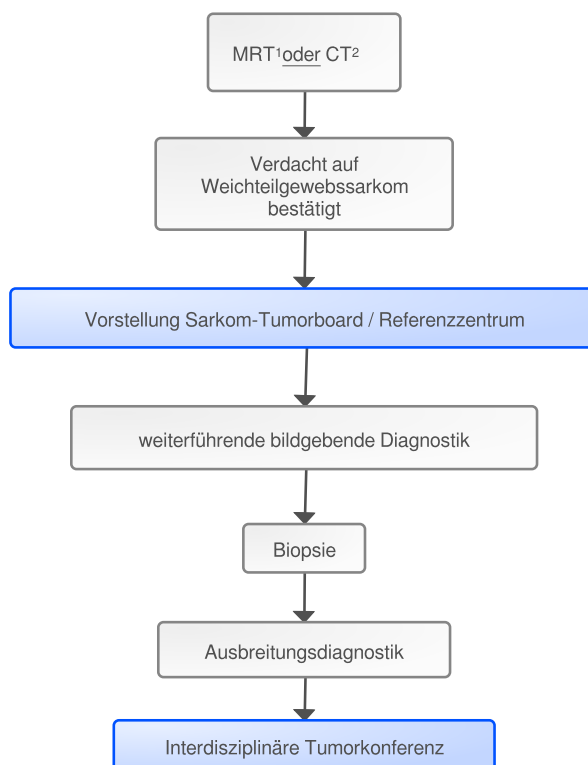 MRT¹oder CT²
Verdacht auf
Weichteilgewebssarkom
bestätigt
Vorstellung Sarkom-Tumorboard / Referenzzentrum
weiterführende bildgebende Diagnostik
Biopsie
Ausbreitungsdiagnostik
Interdisziplinäre Tumorkonferenz